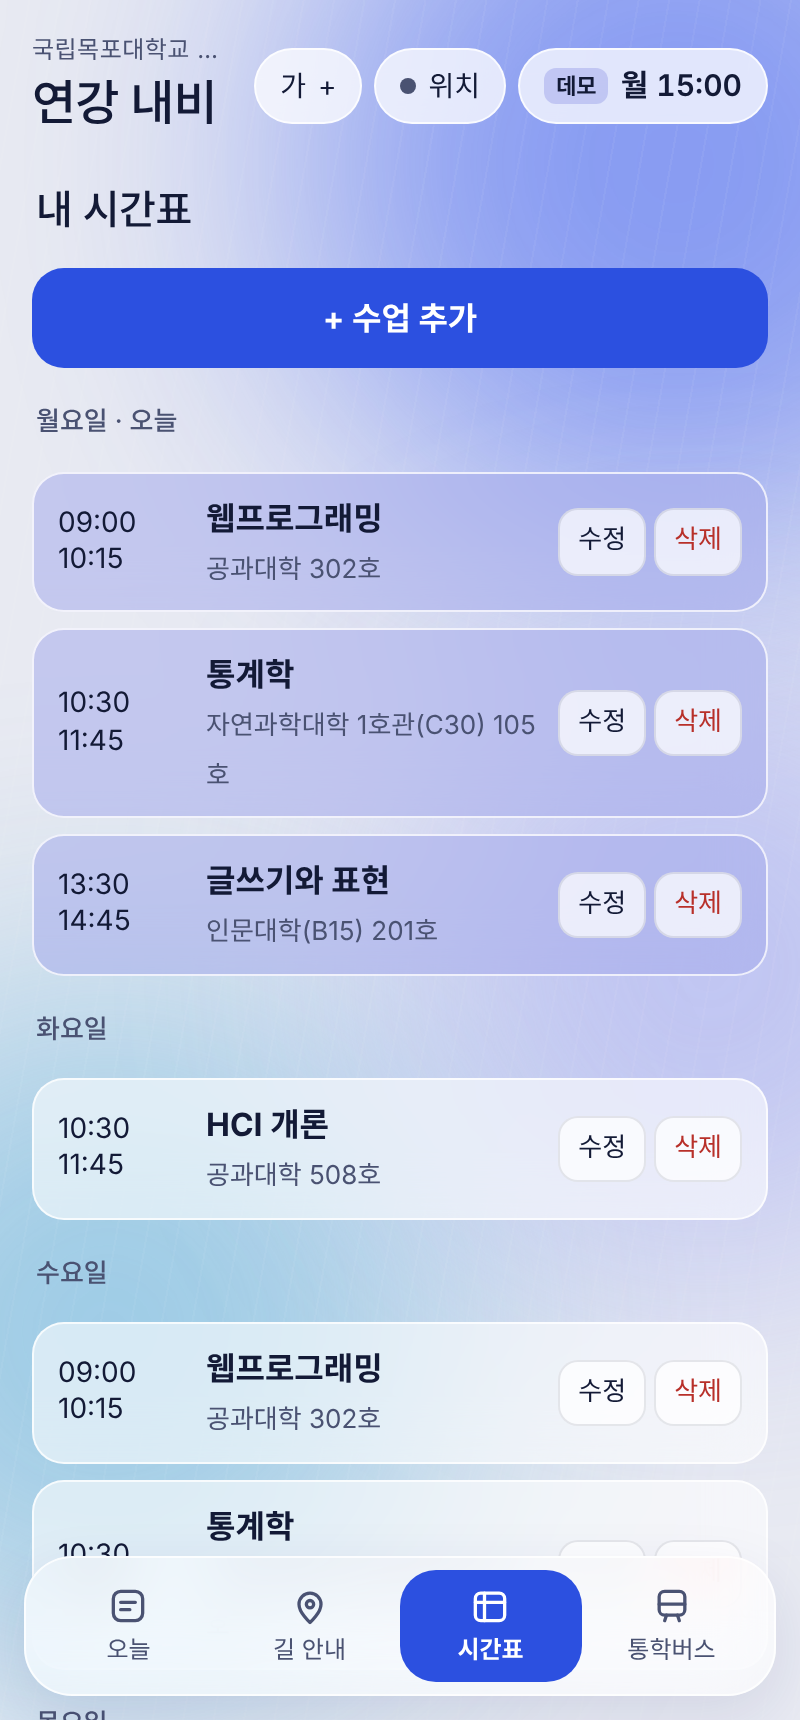 국립목포대학교 ...
연강 내비
가 +
위치
데모 월 15:00
내 시간표
+ 수업 추가
월요일 · 오늘
09:00
10:15
웹프로그래밍
공과대학 302호
수정
삭제
10:30
11:45
통계학
자연과학대학 1호관(C30) 105
호
수정
삭제
13:30
14:45
글쓰기와 표현
인문대학(B15) 201호
수정
삭제
화요일
10:30
11:45
HCI 개론
공과대학 508호
수정
삭제
수요일
09:00
10:15
웹프로그래밍
공과대학 302호
수정
삭제
10:30
통계학
오늘
길 안내
시간표
통학버스
목요일